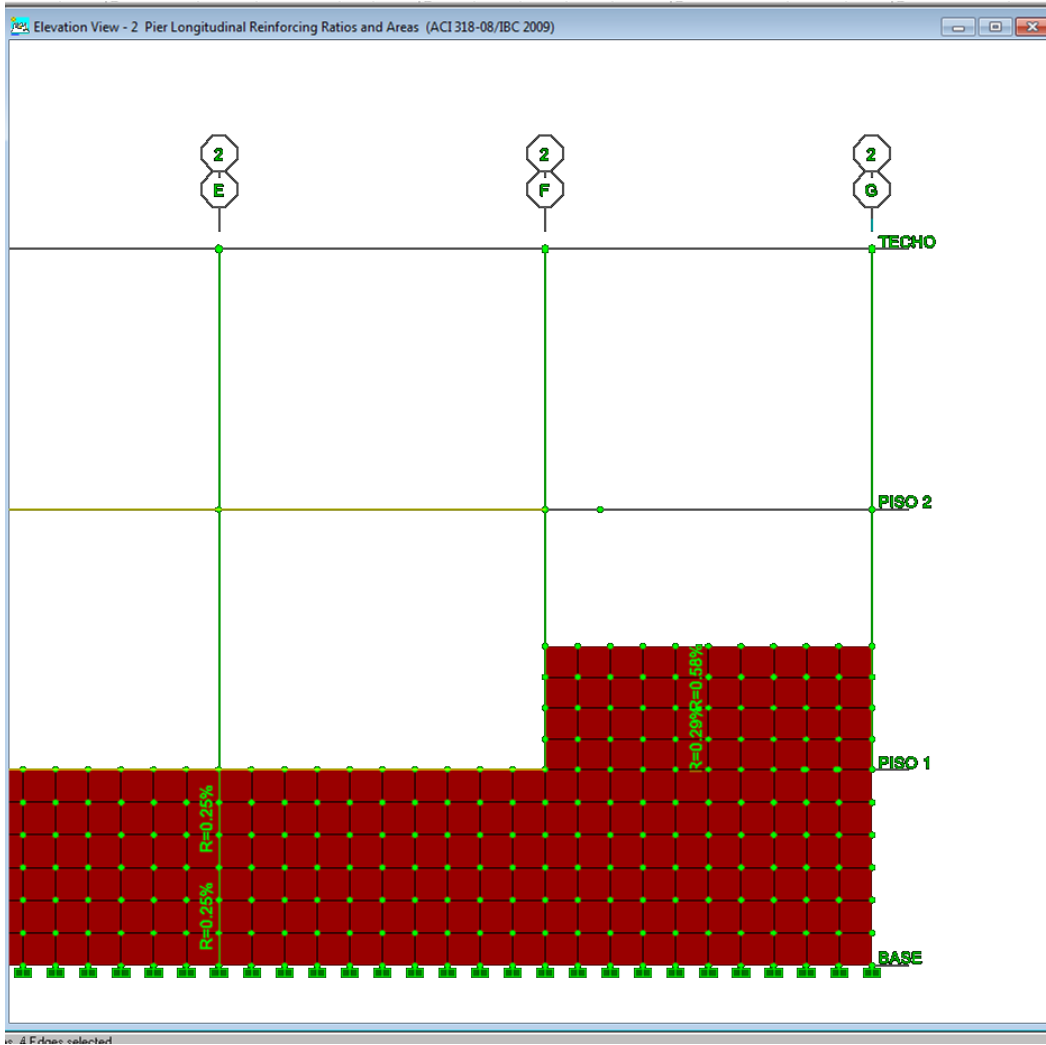 Elevation View - 2 Pier Longitudinal Reinforcing Ratios and Areas (ACI 318-08/IBC 2009)
2 2 2
E F G
TECHO
PISO 2
R=0.58%
R=0.29%
PISO 1
R=0.25%
R=0.25%
BASE
4 Edges selected